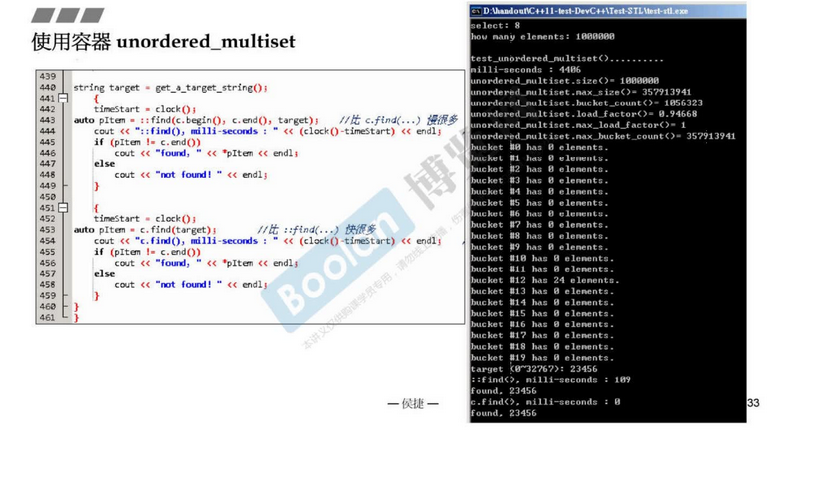 使用容器 unordered_multiset
439
440 string target = get_a_target_string();
441 {
442 timeStart = clock();
443 auto pItem = ::find(c.begin(), c.end(), target); //比 c.find(...) 慢很多
444 cout << "::find(), milli-seconds : " << (clock()-timeStart) << endl;
445 if (pItem != c.end())
446 cout << "found, " << *pItem << endl;
447 else
448 cout << "not found! " << endl;
449 }
450
451 {
452 timeStart = clock();
453 auto pItem = c.find(target); //比 ::find(...) 快很多
454 cout << "c.find(), milli-seconds : " << (clock()-timeStart) << endl;
455 if (pItem != c.end())
456 cout << "found, " << *pItem << endl;
457 else
458 cout << "not found! " << endl;
459 }
460 }
461 }
Boolan 博览
— 侯捷 —
D:\handout\C++11-test-DevC++\Test-STL\test-stl.exe
select: 8
how many elements: 1000000
test_unordered_multiset()..........
milli-seconds : 4406
unordered_multiset.size()= 1000000
unordered_multiset.max_size()= 357913941
unordered_multiset.bucket_count()= 1056323
unordered_multiset.load_factor()= 0.94668
unordered_multiset.max_load_factor()= 1
unordered_multiset.max_bucket_count()= 357913941
bucket #0 has 0 elements.
bucket #1 has 0 elements.
bucket #2 has 0 elements.
bucket #3 has 0 elements.
bucket #4 has 0 elements.
bucket #5 has 0 elements.
bucket #6 has 0 elements.
bucket #7 has 0 elements.
bucket #8 has 0 elements.
bucket #9 has 0 elements.
bucket #10 has 0 elements.
bucket #11 has 0 elements.
bucket #12 has 24 elements.
bucket #13 has 0 elements.
bucket #14 has 0 elements.
bucket #15 has 0 elements.
bucket #16 has 0 elements.
bucket #17 has 0 elements.
bucket #18 has 0 elements.
bucket #19 has 0 elements.
target (0~32767): 23456
::find(), milli-seconds : 109
found, 23456
c.find(), milli-seconds : 0
found, 23456
33